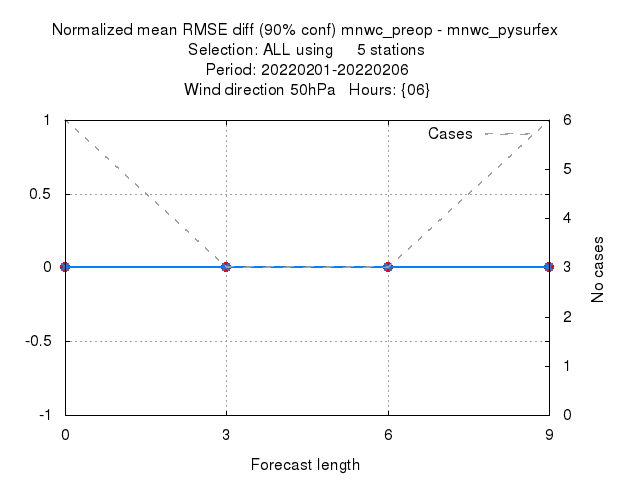 Normalized mean RMSE diff (90% conf) mnwc_preop - mnwc_pysurfex
Selection: ALL using 5 stations
Period: 20220201-20220206
Wind direction 50hPa Hours: {06}
Cases
1
0.5
0
-0.5
-1
6
5
4
3
2
1
0
No cases
0 3 6 9
Forecast length